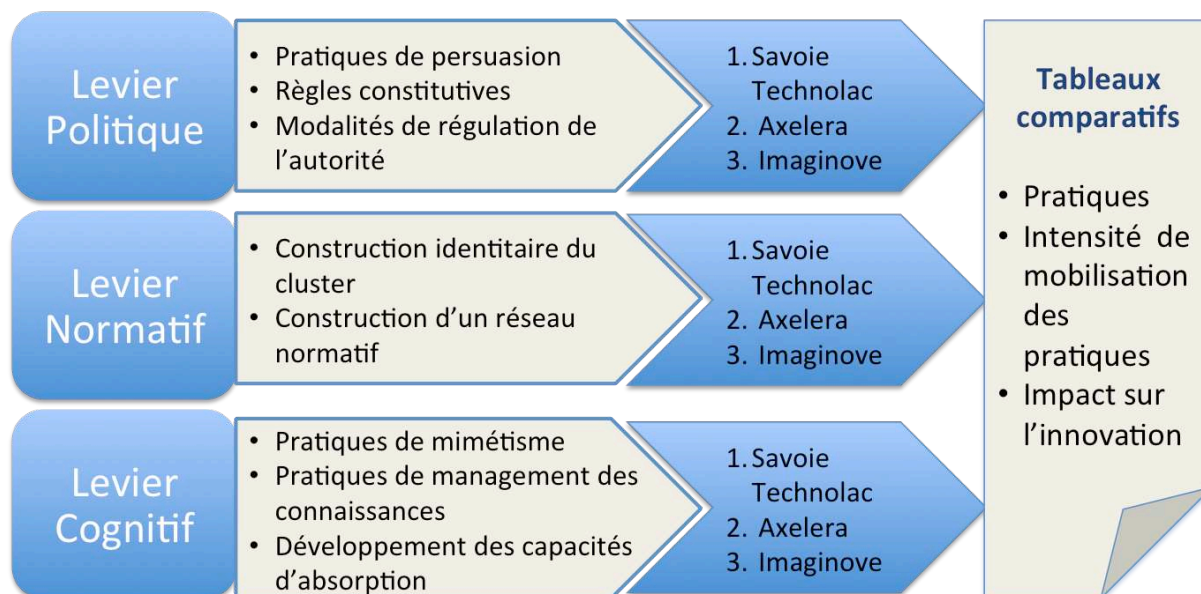 Levier
Politique
• Pratiques de persuasion
• Règles constitutives
• Modalités de régulation de
l’autorité
1. Savoie
Technolac
2. Axelera
3. Imaginove
Levier
Normatif
• Construction identitaire du
cluster
• Construction d’un réseau
normatif
1. Savoie
Technolac
2. Axelera
3. Imaginove
Levier
Cognitif
• Pratiques de mimétisme
• Pratiques de management des
connaissances
• Développement des capacités
d’absorption
1. Savoie
Technolac
2. Axelera
3. Imaginove
Tableaux
comparatifs
• Pratiques
• Intensité de
mobilisation
des
pratiques
• Impact sur
l’innovation